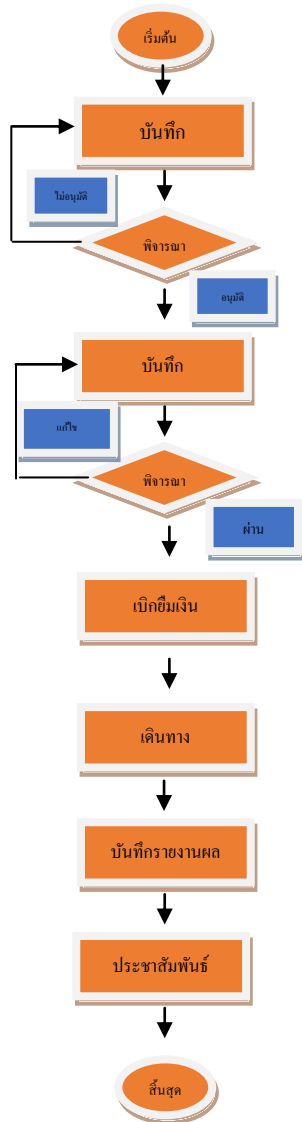 เริ่มต้น
บันทึก
ไม่อนุมัติ
พิจารณา
อนุมัติ
บันทึก
แก้ไข
พิจารณา
ผ่าน
เบิกยืมเงิน
เดินทาง
บันทึกรายงานผล
ประชาสัมพันธ์
สิ้นสุด